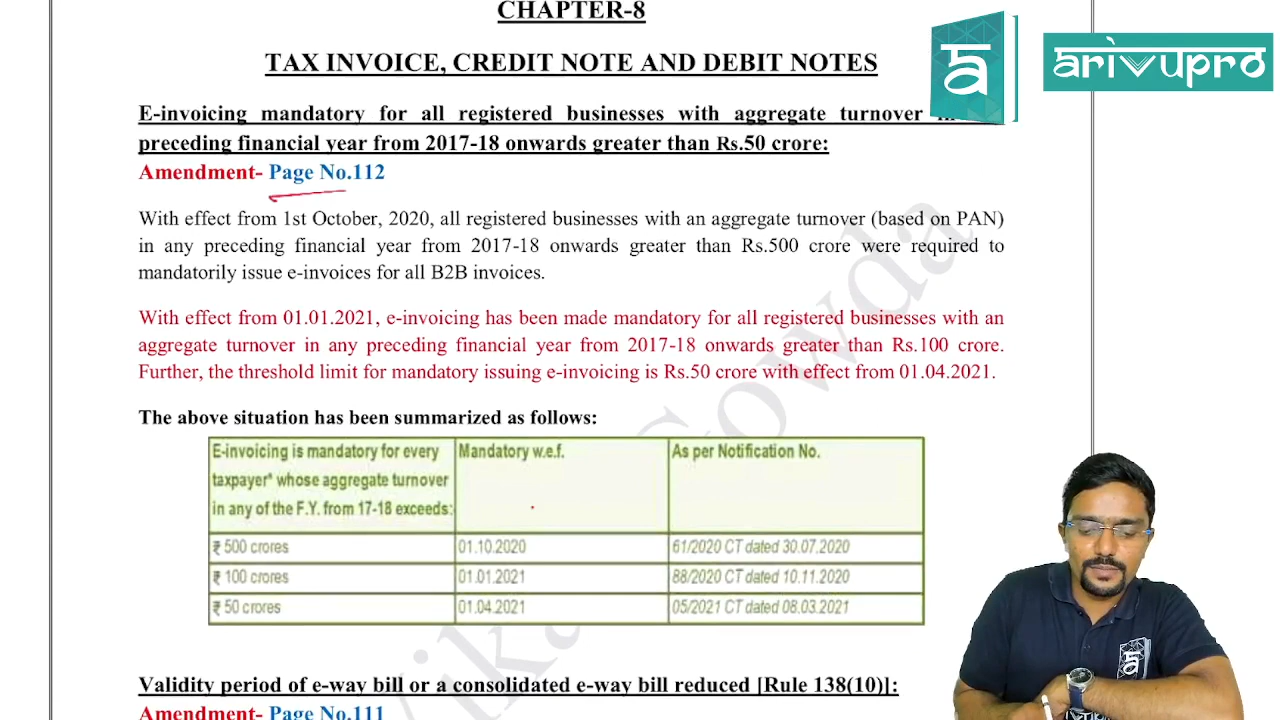 CHAPTER-8
arivupro
TAX INVOICE, CREDIT NOTE AND DEBIT NOTES
E-invoicing mandatory for all registered businesses with aggregate turnover
preceding financial year from 2017-18 onwards greater than Rs.50 crore:
Amendment- Page No.112
With effect from 1st October, 2020, all registered businesses with an aggregate turnover (based on PAN)
in any preceding financial year from 2017-18 onwards greater than Rs.500 crore were required to
mandatorily issue e-invoices for all B2B invoices.
With effect from 01.01.2021, e-invoicing has been made mandatory for all registered businesses with an
aggregate turnover in any preceding financial year from 2017-18 onwards greater than Rs.100 crore.
Further, the threshold limit for mandatory issuing e-invoicing is Rs.50 crore with effect from 01.04.2021.
The above situation has been summarized as follows:
E-invoicing is mandatory for every
taxpayer* whose aggregate turnover
in any of the F.Y. from 17-18 exceeds:
Mandatory w.e.f.
As per Notification No.
₹ 500 crores 01.10.2020 61/2020 CT dated 30.07.2020
₹ 100 crores 01.01.2021 88/2020 CT dated 10.11.2020
₹ 50 crores 01.04.2021 05/2021 CT dated 08.03.2021
Validity period of e-way bill or a consolidated e-way bill reduced [Rule 138(10)]:
Amendment- Page No.111